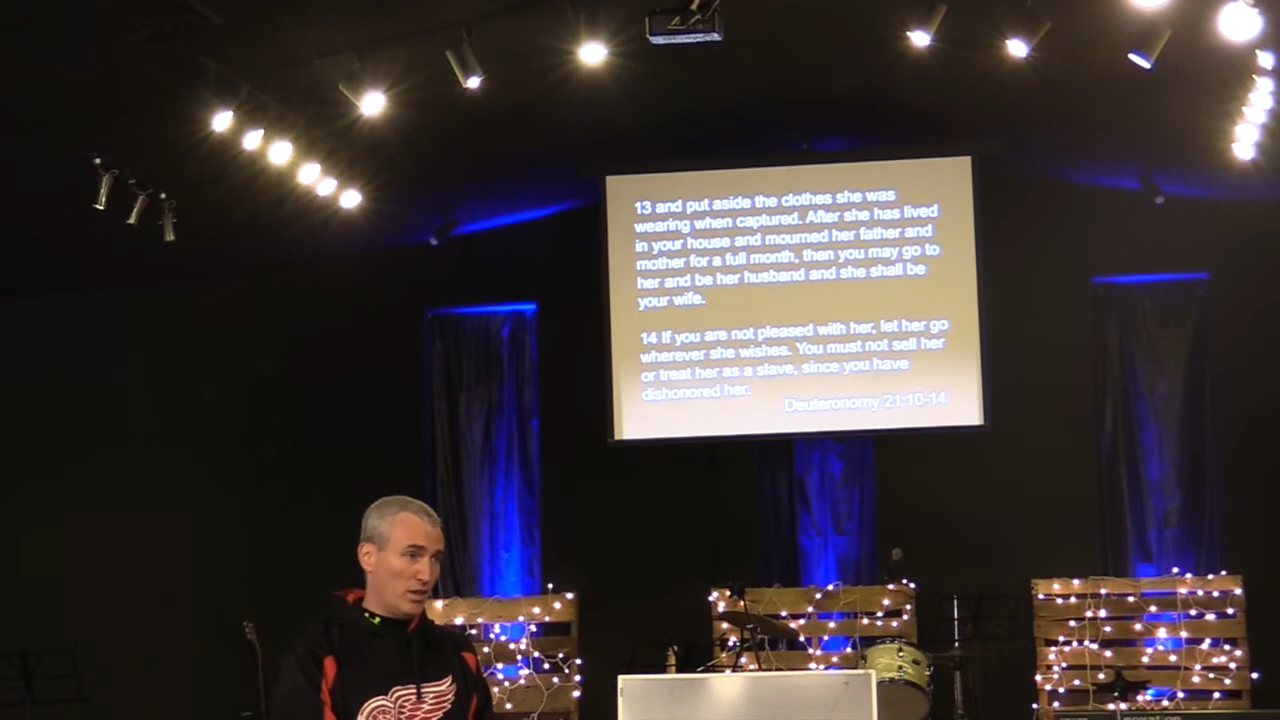 13 and put aside the clothes she was
wearing when captured. After she has lived
in your house and mourned her father and
mother for a full month, then you may go to
her and be her husband and she shall be
your wife.
14 If you are not pleased with her, let her go
wherever she wishes. You must not sell her
or treat her as a slave, since you have
dishonored her.
Deuteronomy 21:10-14